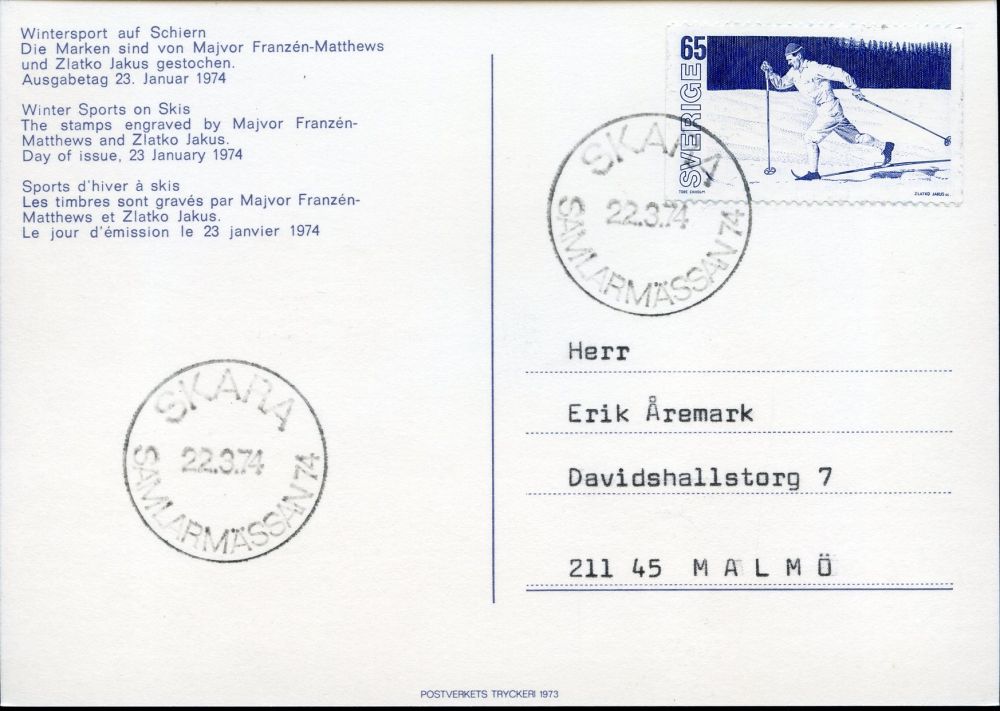 Wintersport auf Schiern
Die Marken sind von Majvor Franzén-Matthews
und Zlatko Jakus gestochen.
Ausgabetag 23. Januar 1974
Winter Sports on Skis
The stamps engraved by Majvor Franzén-
Matthews and Zlatko Jakus.
Day of issue, 23 January 1974
Sports d'hiver à skis
Les timbres sont gravés par Majvor Franzén-
Matthews et Zlatko Jakus.
Le jour d'émission le 23 janvier 1974
65
SVERIGE
ZLATKO JAKUS sc.
SKARA
22.3.74
SAMLARMÄSSAN 74
Herr
Erik Åremark
Davidshallstorg 7
211 45 MALMÖ
SKARA
22.3.74
SAMLARMÄSSAN 74
POSTVERKETS TRYCKERI 1973